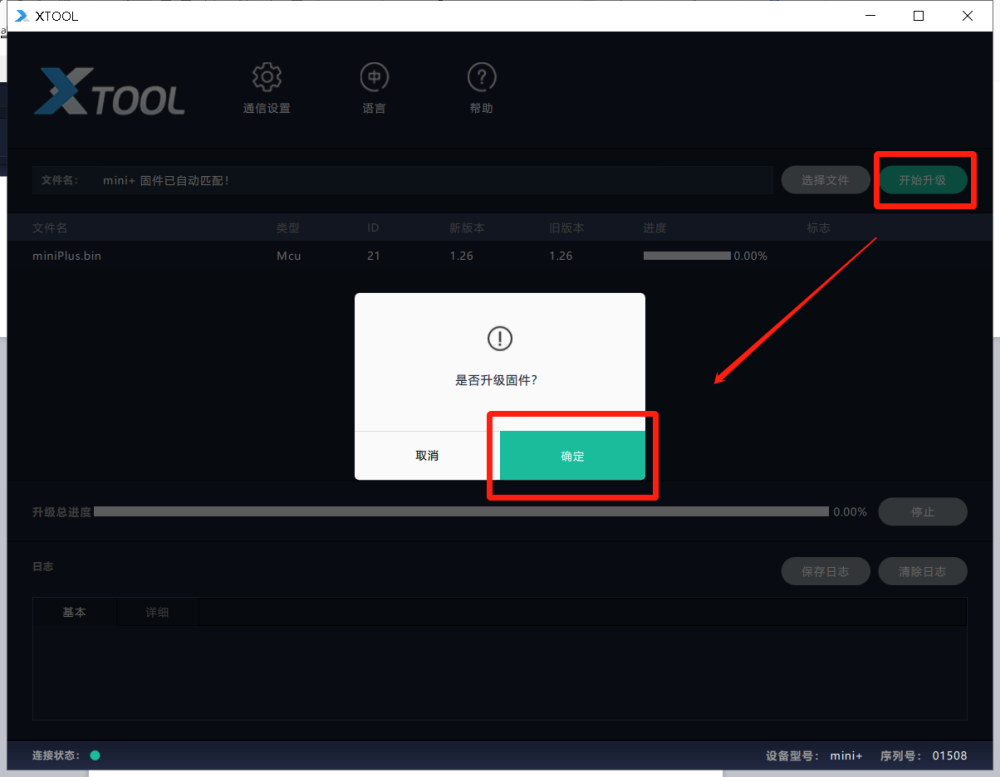 XTOOL
XTOOL
通信设置 语言 帮助
文件名: mini+ 固件已自动匹配! 选择文件 开始升级
文件名 类型 ID 新版本 旧版本 进度 标志
miniPlus.bin Mcu 21 1.26 1.26 0.00%
是否升级固件?
取消 确定
升级总进度 0.00% 停止
日志 保存日志 清除日志
基本 详细
连接状态: 设备型号: mini+ 序列号: 01508